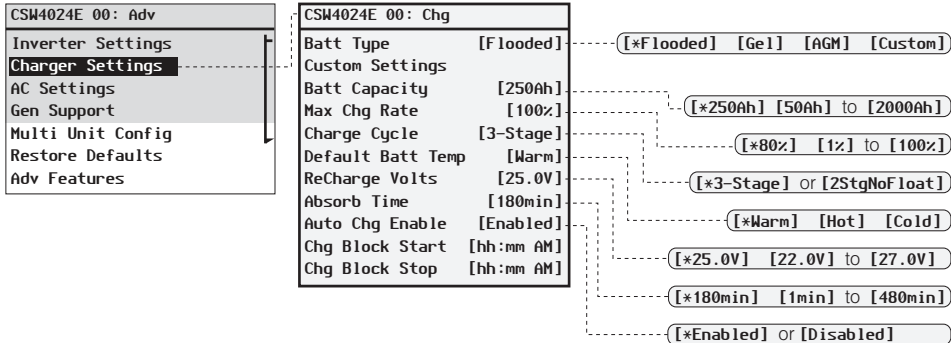 CSW4024E 00: Adv
Inverter Settings
Charger Settings
AC Settings
Gen Support
Multi Unit Config
Restore Defaults
Adv Features
CSW4024E 00: Chg
Batt Type [Flooded]
Custom Settings
Batt Capacity [250Ah]
Max Chg Rate [100%]
Charge Cycle [3-Stage]
Default Batt Temp [Warm]
ReCharge Volts [25.0V]
Absorb Time [180min]
Auto Chg Enable [Enabled]
Chg Block Start [hh:mm AM]
Chg Block Stop [hh:mm AM]
[*Flooded] [Gel] [AGM] [Custom]
[*250Ah] [50Ah] to [2000Ah]
[*80%] [1%] to [100%]
[*3-Stage] or [2StgNoFloat]
[*Warm] [Hot] [Cold]
[*25.0V] [22.0V] to [27.0V]
[*180min] [1min] to [480min]
[*Enabled] or [Disabled]